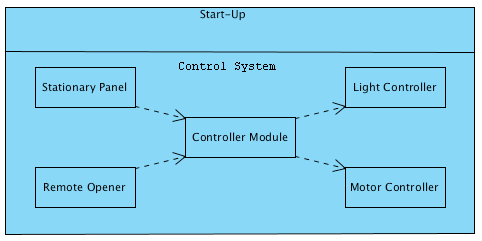 Start-Up
Control System
Stationary Panel
Light Controller
Controller Module
Remote Opener
Motor Controller